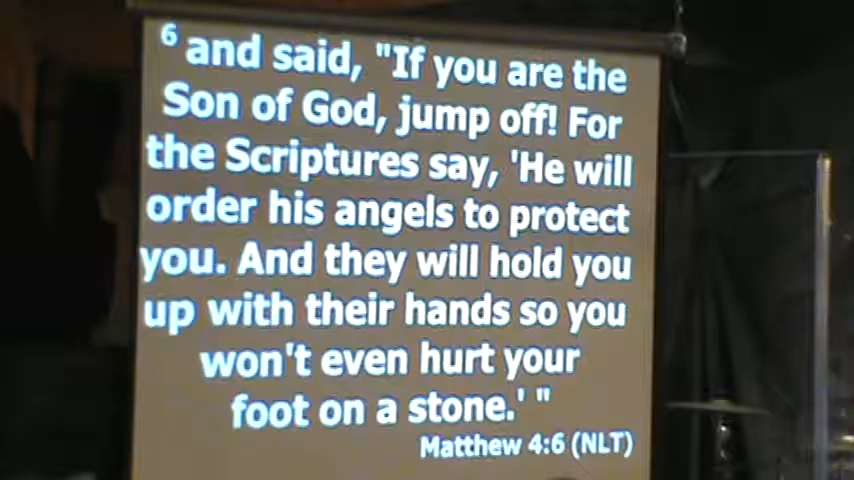 6 and said, "If you are the
Son of God, jump off! For
the Scriptures say, 'He will
order his angels to protect
you. And they will hold you
up with their hands so you
won't even hurt your
foot on a stone.' "
Matthew 4:6 (NLT)